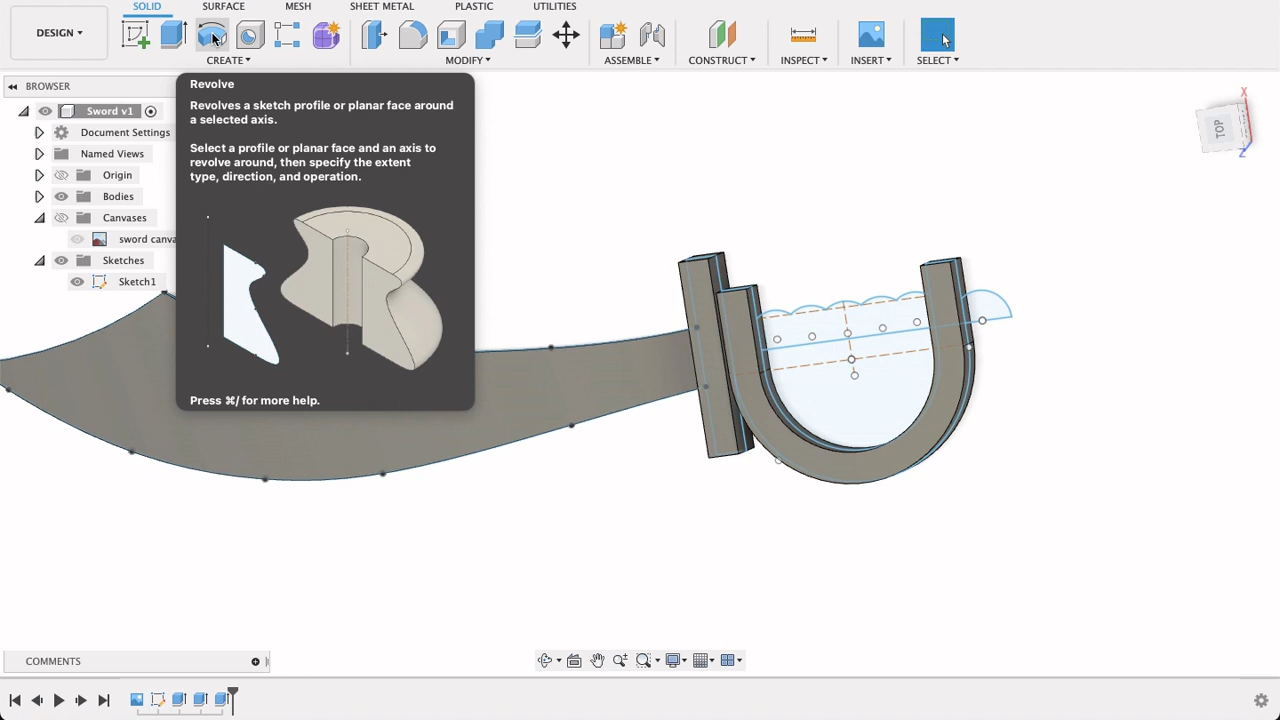 SOLID SURFACE MESH SHEET METAL PLASTIC UTILITIES
DESIGN
CREATE MODIFY ASSEMBLE CONSTRUCT INSPECT INSERT SELECT
BROWSER
Sword v1
Document Settings
Named Views
Origin
Bodies
Canvases
sword canva
Sketches
Sketch1
Revolve
Revolves a sketch profile or planar face around
a selected axis.
Select a profile or planar face and an axis to
revolve around, then specify the extent
type, direction, and operation.
Press ⌘/ for more help.
X
TOP
Z
COMMENTS